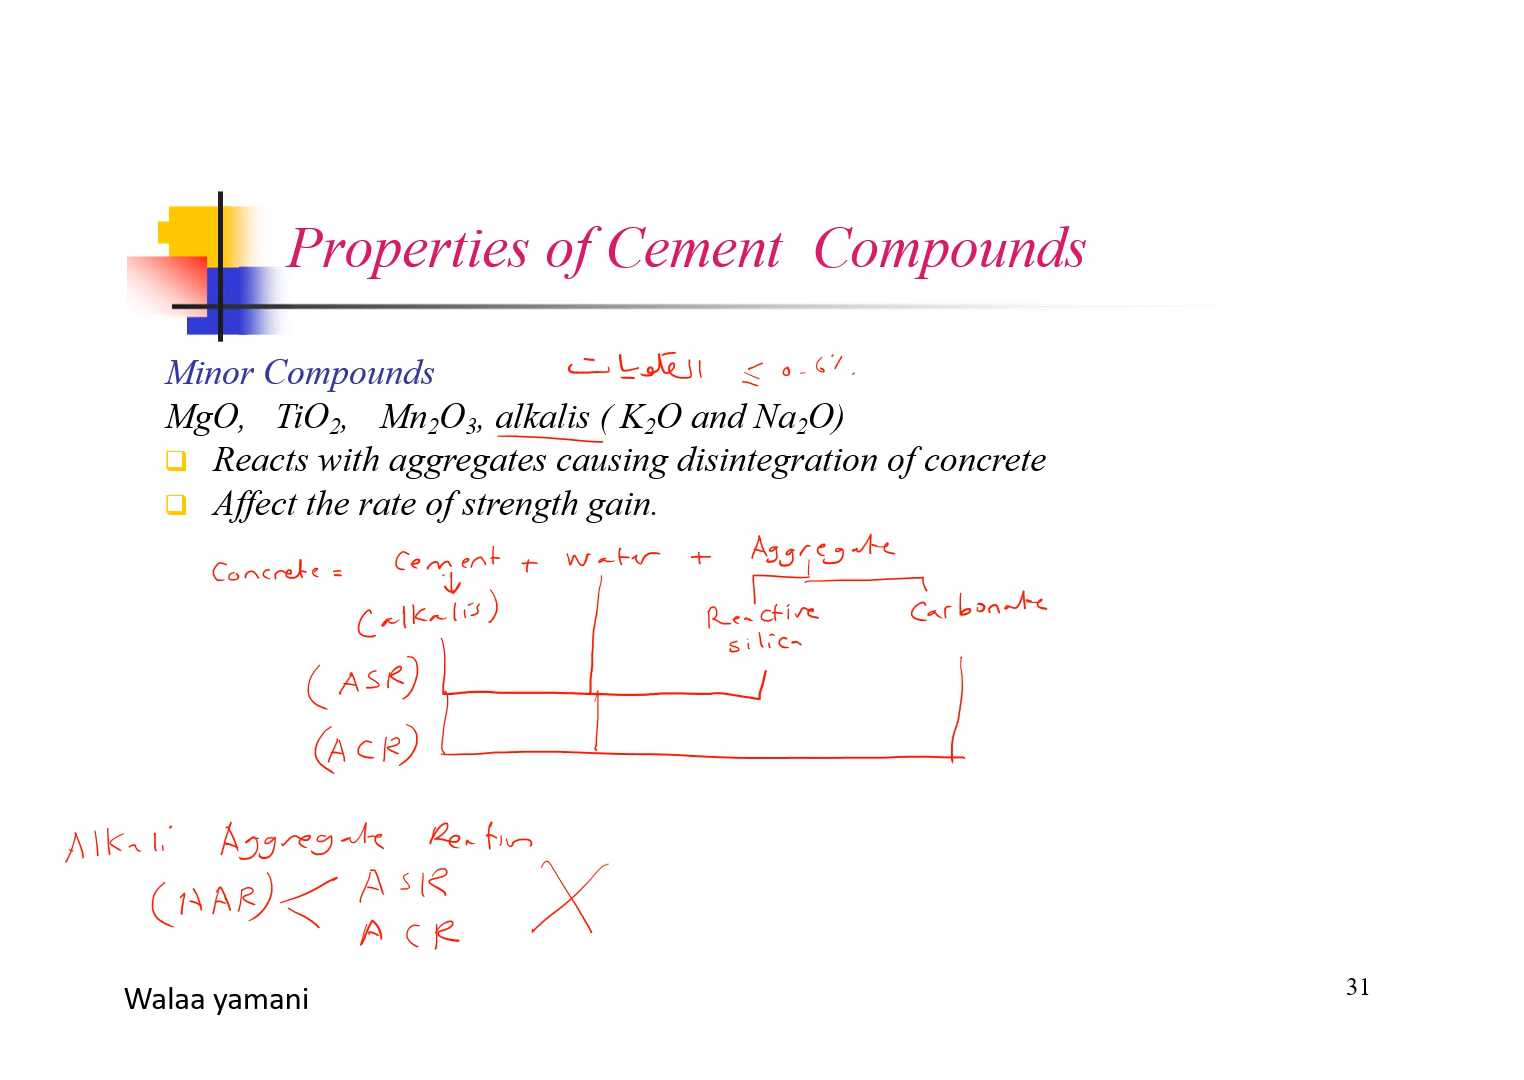 Properties of Cement Compounds
Minor Compounds
القلويات ≤ 0.6%.
MgO, TiO₂, Mn₂O₃, alkalis ( K₂O and Na₂O)
❑ Reacts with aggregates causing disintegration of concrete
❑ Affect the rate of strength gain.
Concrete = Cement + Water + Aggregate
(alkalis) Reactive silica Carbonate
(ASR)
(ACR)
Alkali Aggregate Reaction
(AAR) < ASR
ACR
Walaa yamani
31